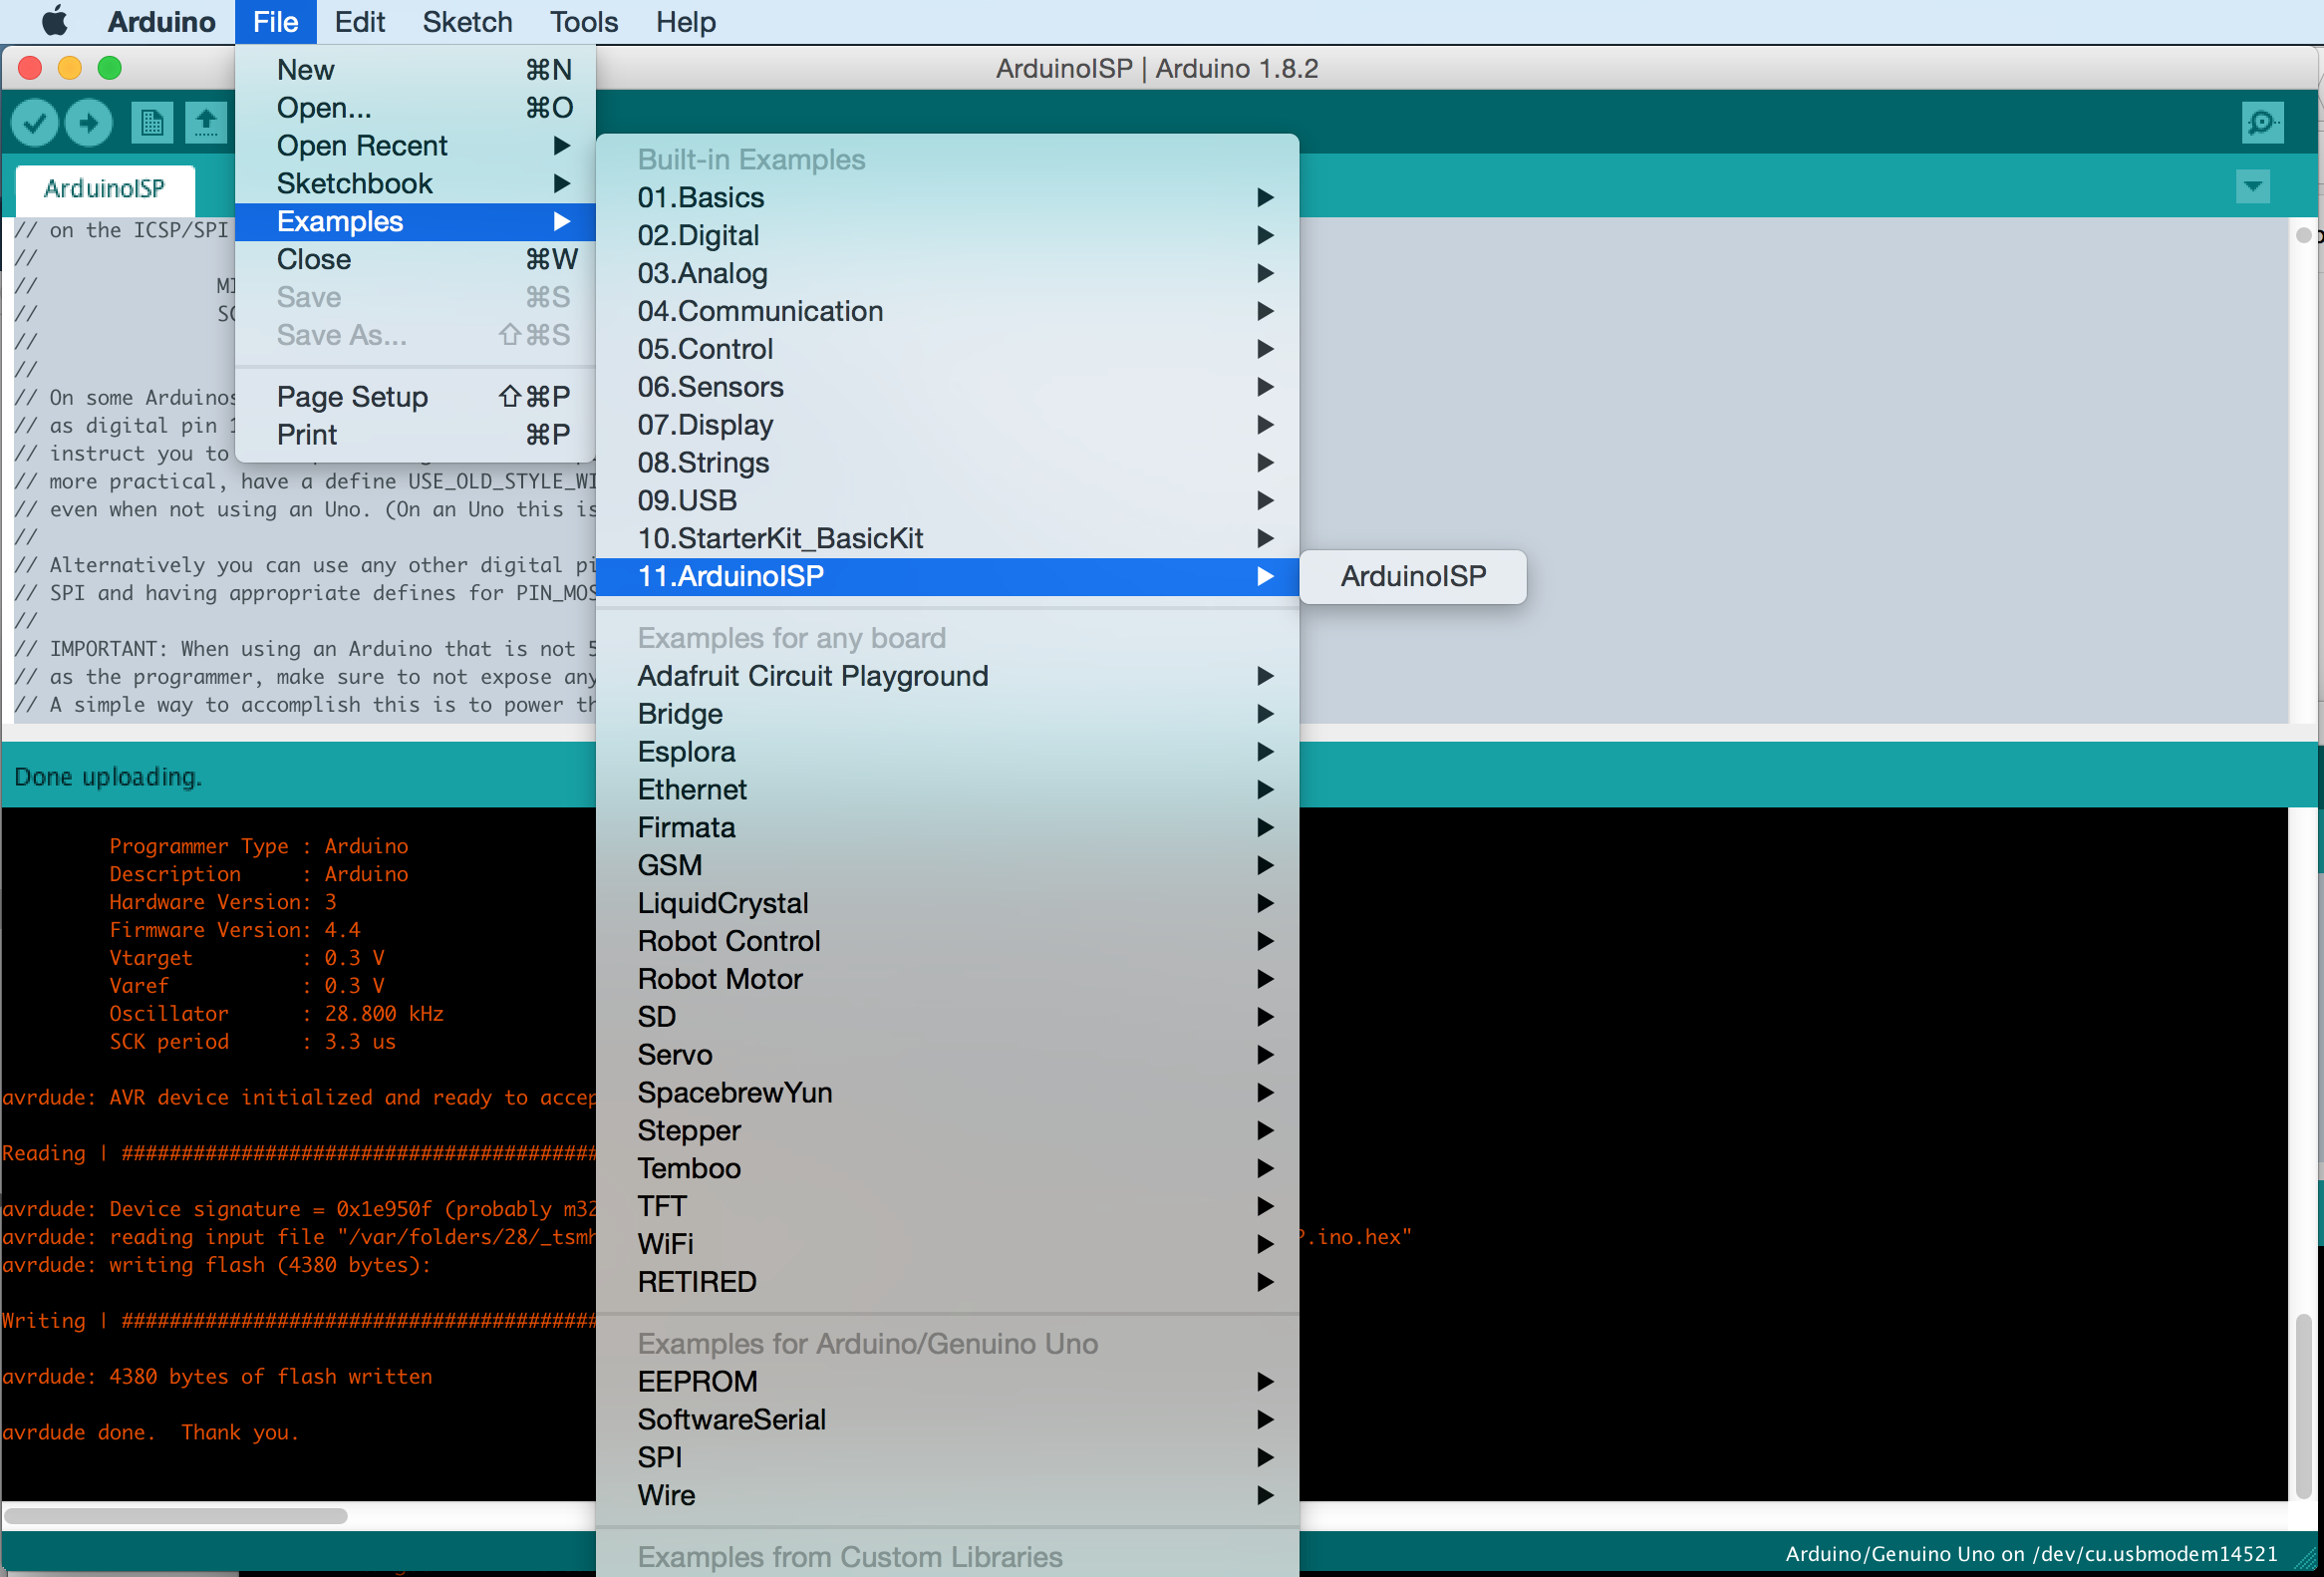 Arduino File Edit Sketch Tools Help
ArduinoISP | Arduino 1.8.2
New ⌘N
Open... ⌘O
Open Recent ▶
Sketchbook ▶
Examples ▶
Close ⌘W
Save ⌘S
Save As... ⇧⌘S
Page Setup ⇧⌘P
Print ⌘P
Built-in Examples
01.Basics ▶
02.Digital ▶
03.Analog ▶
04.Communication ▶
05.Control ▶
06.Sensors ▶
07.Display ▶
08.Strings ▶
09.USB ▶
10.StarterKit_BasicKit ▶
11.ArduinoISP ▶
ArduinoISP
Examples for any board
Adafruit Circuit Playground ▶
Bridge ▶
Esplora ▶
Ethernet ▶
Firmata ▶
GSM ▶
LiquidCrystal ▶
Robot Control ▶
Robot Motor ▶
SD ▶
Servo ▶
SpacebrewYun ▶
Stepper ▶
Temboo ▶
TFT ▶
WiFi ▶
RETIRED ▶
Examples for Arduino/Genuino Uno
EEPROM ▶
SoftwareSerial ▶
SPI ▶
Wire ▶
Examples from Custom Libraries
ArduinoISP
// on the ICSP/SPI
//
// MI
// SC
//
//
// On some Arduinos
// as digital pin 1
// instruct you to
// more practical, have a define USE_OLD_STYLE_WI
// even when not using an Uno. (On an Uno this is
//
// Alternatively you can use any other digital pi
// SPI and having appropriate defines for PIN_MOS
//
// IMPORTANT: When using an Arduino that is not 5
// as the programmer, make sure to not expose any
// A simple way to accomplish this is to power th
Done uploading.
Programmer Type : Arduino
Description : Arduino
Hardware Version: 3
Firmware Version: 4.4
Vtarget : 0.3 V
Varef : 0.3 V
Oscillator : 28.800 kHz
SCK period : 3.3 us
avrdude: AVR device initialized and ready to accep
Reading | ########################################
avrdude: Device signature = 0x1e950f (probably m32
avrdude: reading input file "/var/folders/28/_tsmh P.ino.hex"
avrdude: writing flash (4380 bytes):
Writing | ########################################
avrdude: 4380 bytes of flash written
avrdude done.  Thank you.
Arduino/Genuino Uno on /dev/cu.usbmodem14521